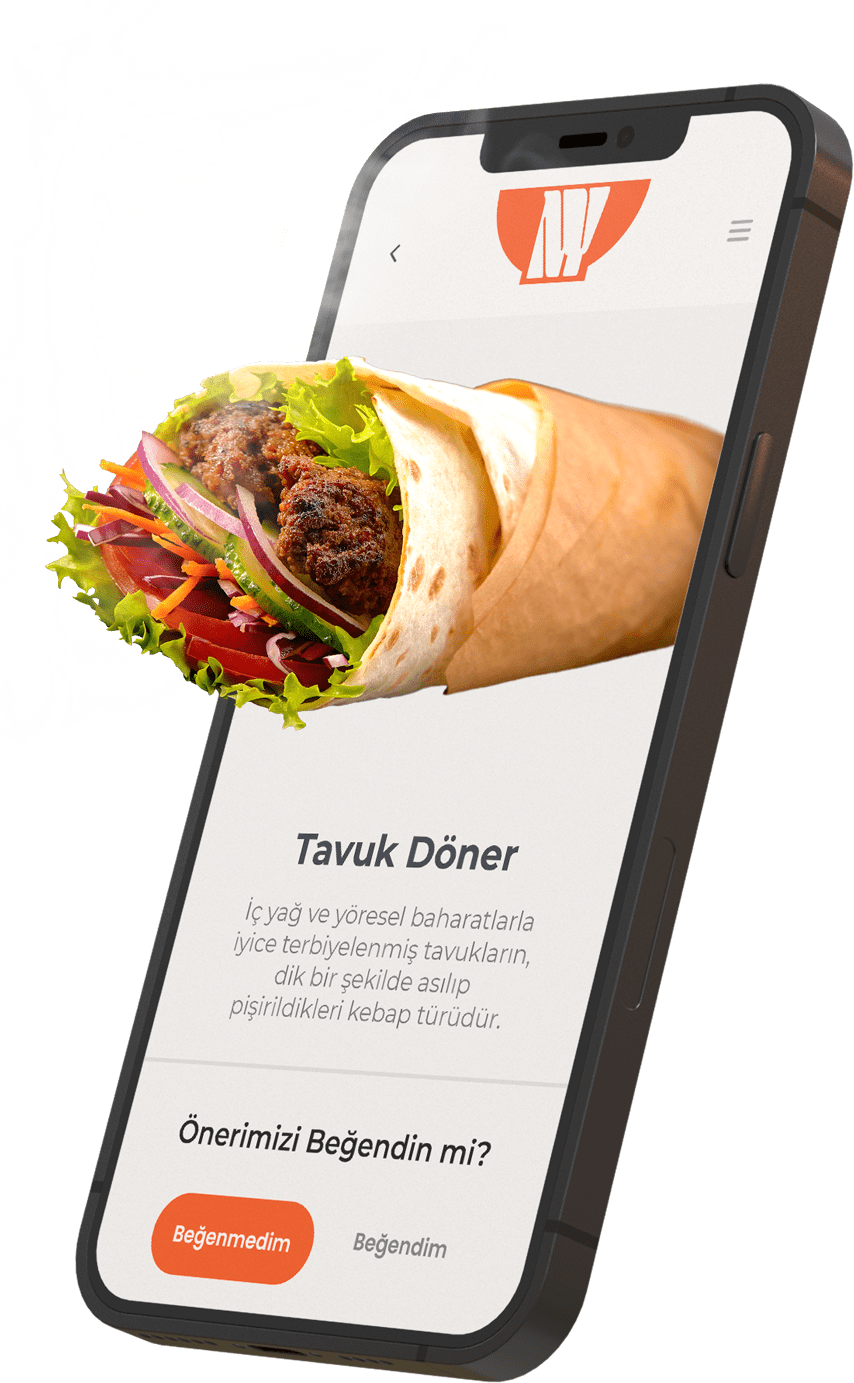 NY
Tavuk Döner
İç yağ ve yöresel baharatlarla
iyice terbiyelenmiş tavukların,
dik bir şekilde asılıp
pişirildikleri kebap türüdür.
Önerimizi Beğendin mi?
Beğenmedim Beğendim